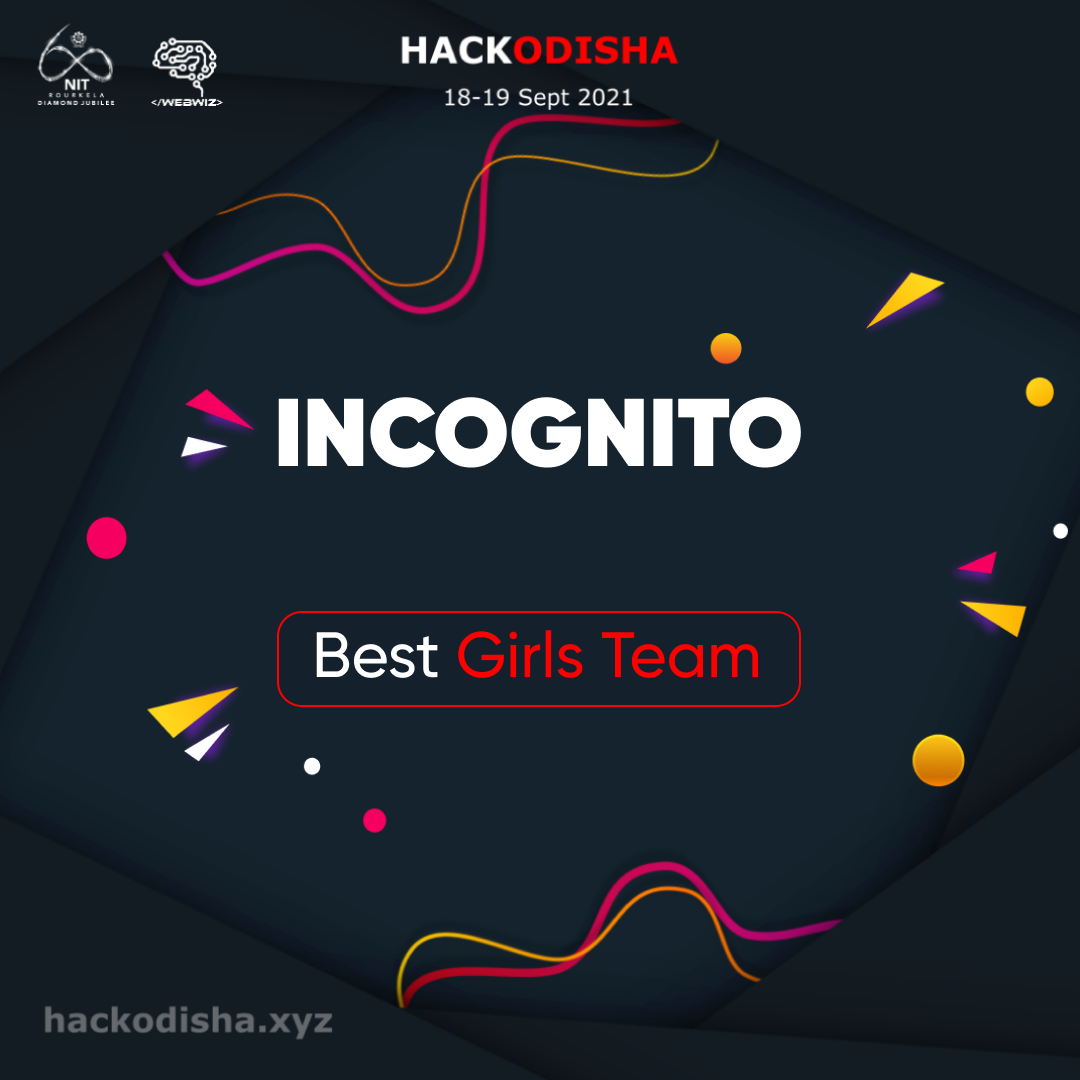 NIT
ROURKELA
DIAMOND JUBILEE
</WEBWIZ>
HACKODISHA
18-19 Sept 2021
INCOGNITO
Best Girls Team
hackodisha.xyz